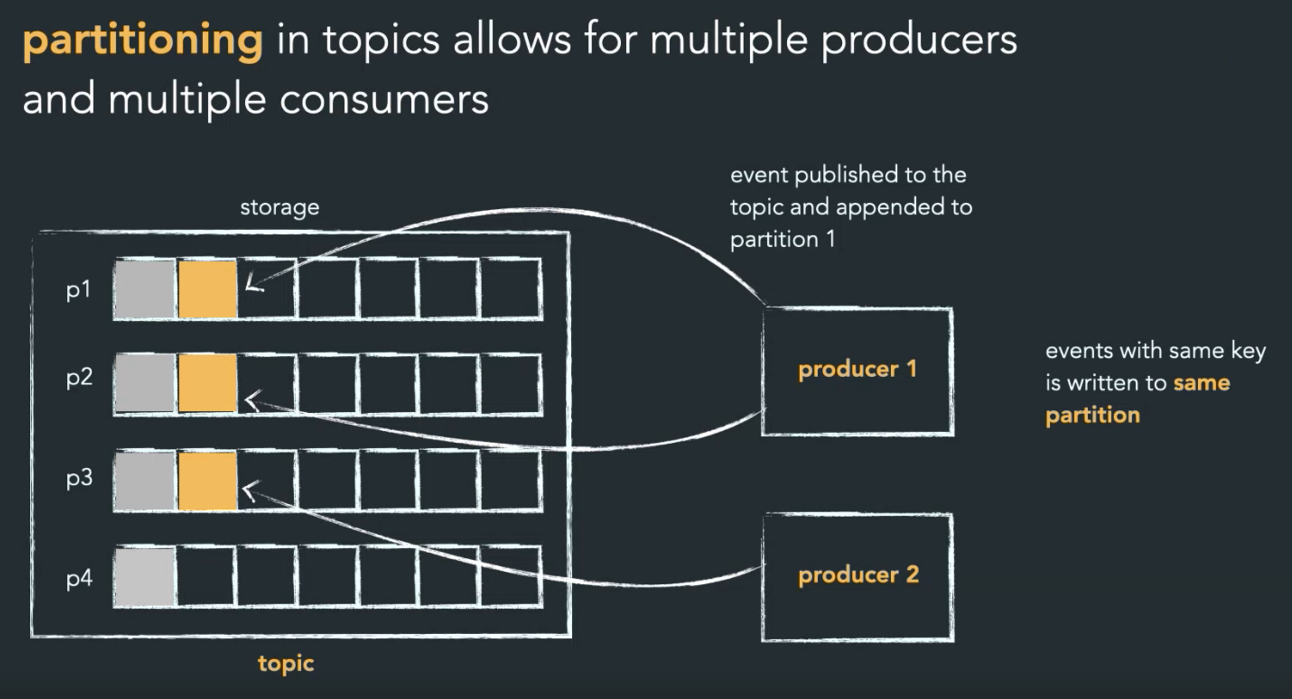 partitioning in topics allows for multiple producers
and multiple consumers
storage
event published to the
topic and appended to
partition 1
p1
p2
p3
p4
producer 1
events with same key
is written to same
partition
producer 2
topic